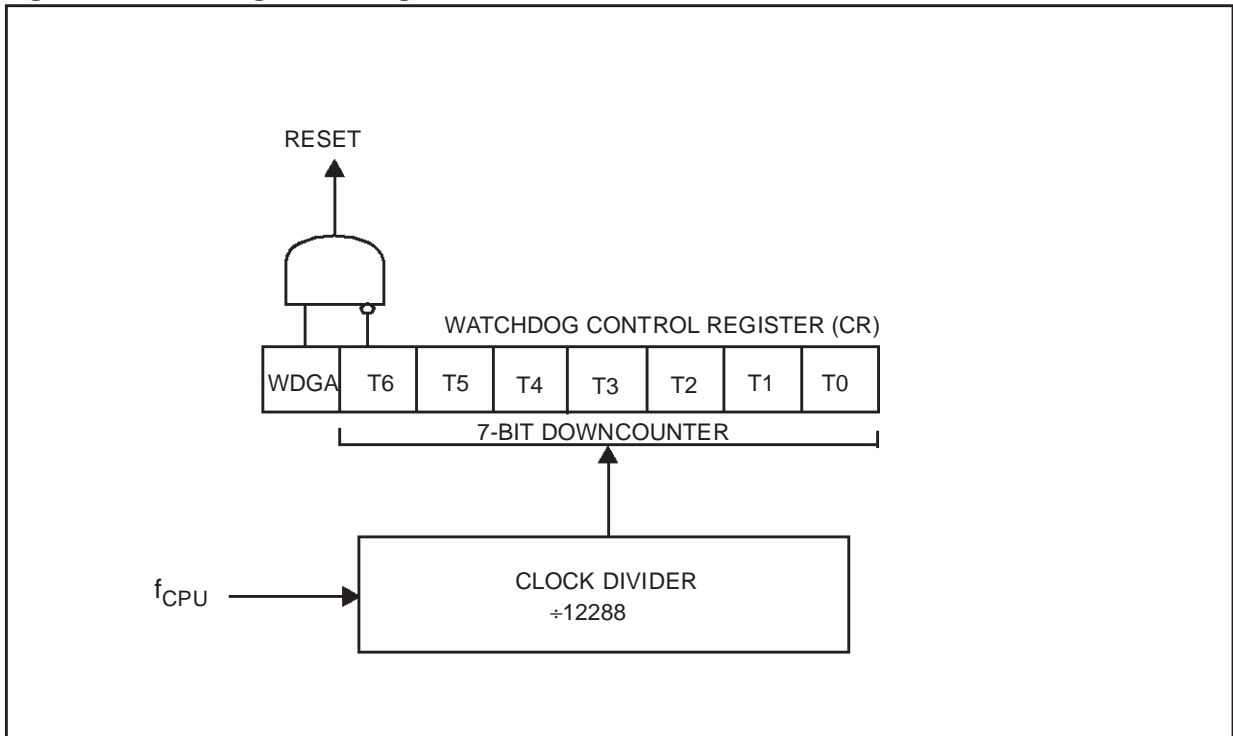 RESET
WATCHDOG CONTROL REGISTER (CR)
WDGA T6 T5 T4 T3 T2 T1 T0
7-BIT DOWNCOUNTER
fCPU
CLOCK DIVIDER
÷12288